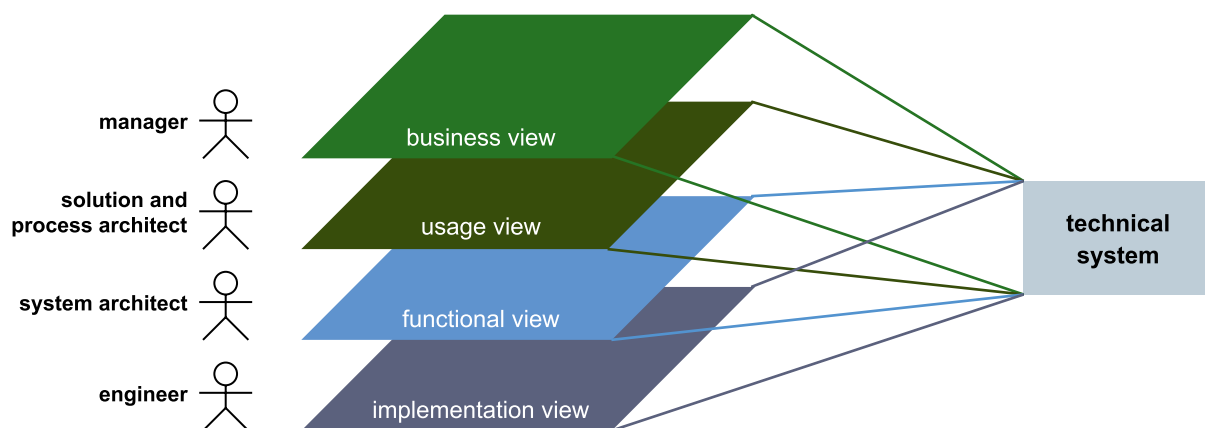 manager
business view
solution and
process architect
usage view
technical
system
system architect
functional view
engineer
implementation view